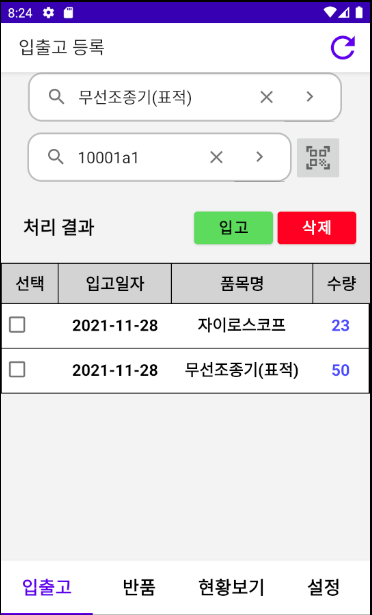 8:24
입출고 등록
무선조종기(표적)
10001a1
처리 결과 입고 삭제
선택 입고일자 품목명 수량
2021-11-28 자이로스코프 23
2021-11-28 무선조종기(표적) 50
입출고 반품 현황보기 설정